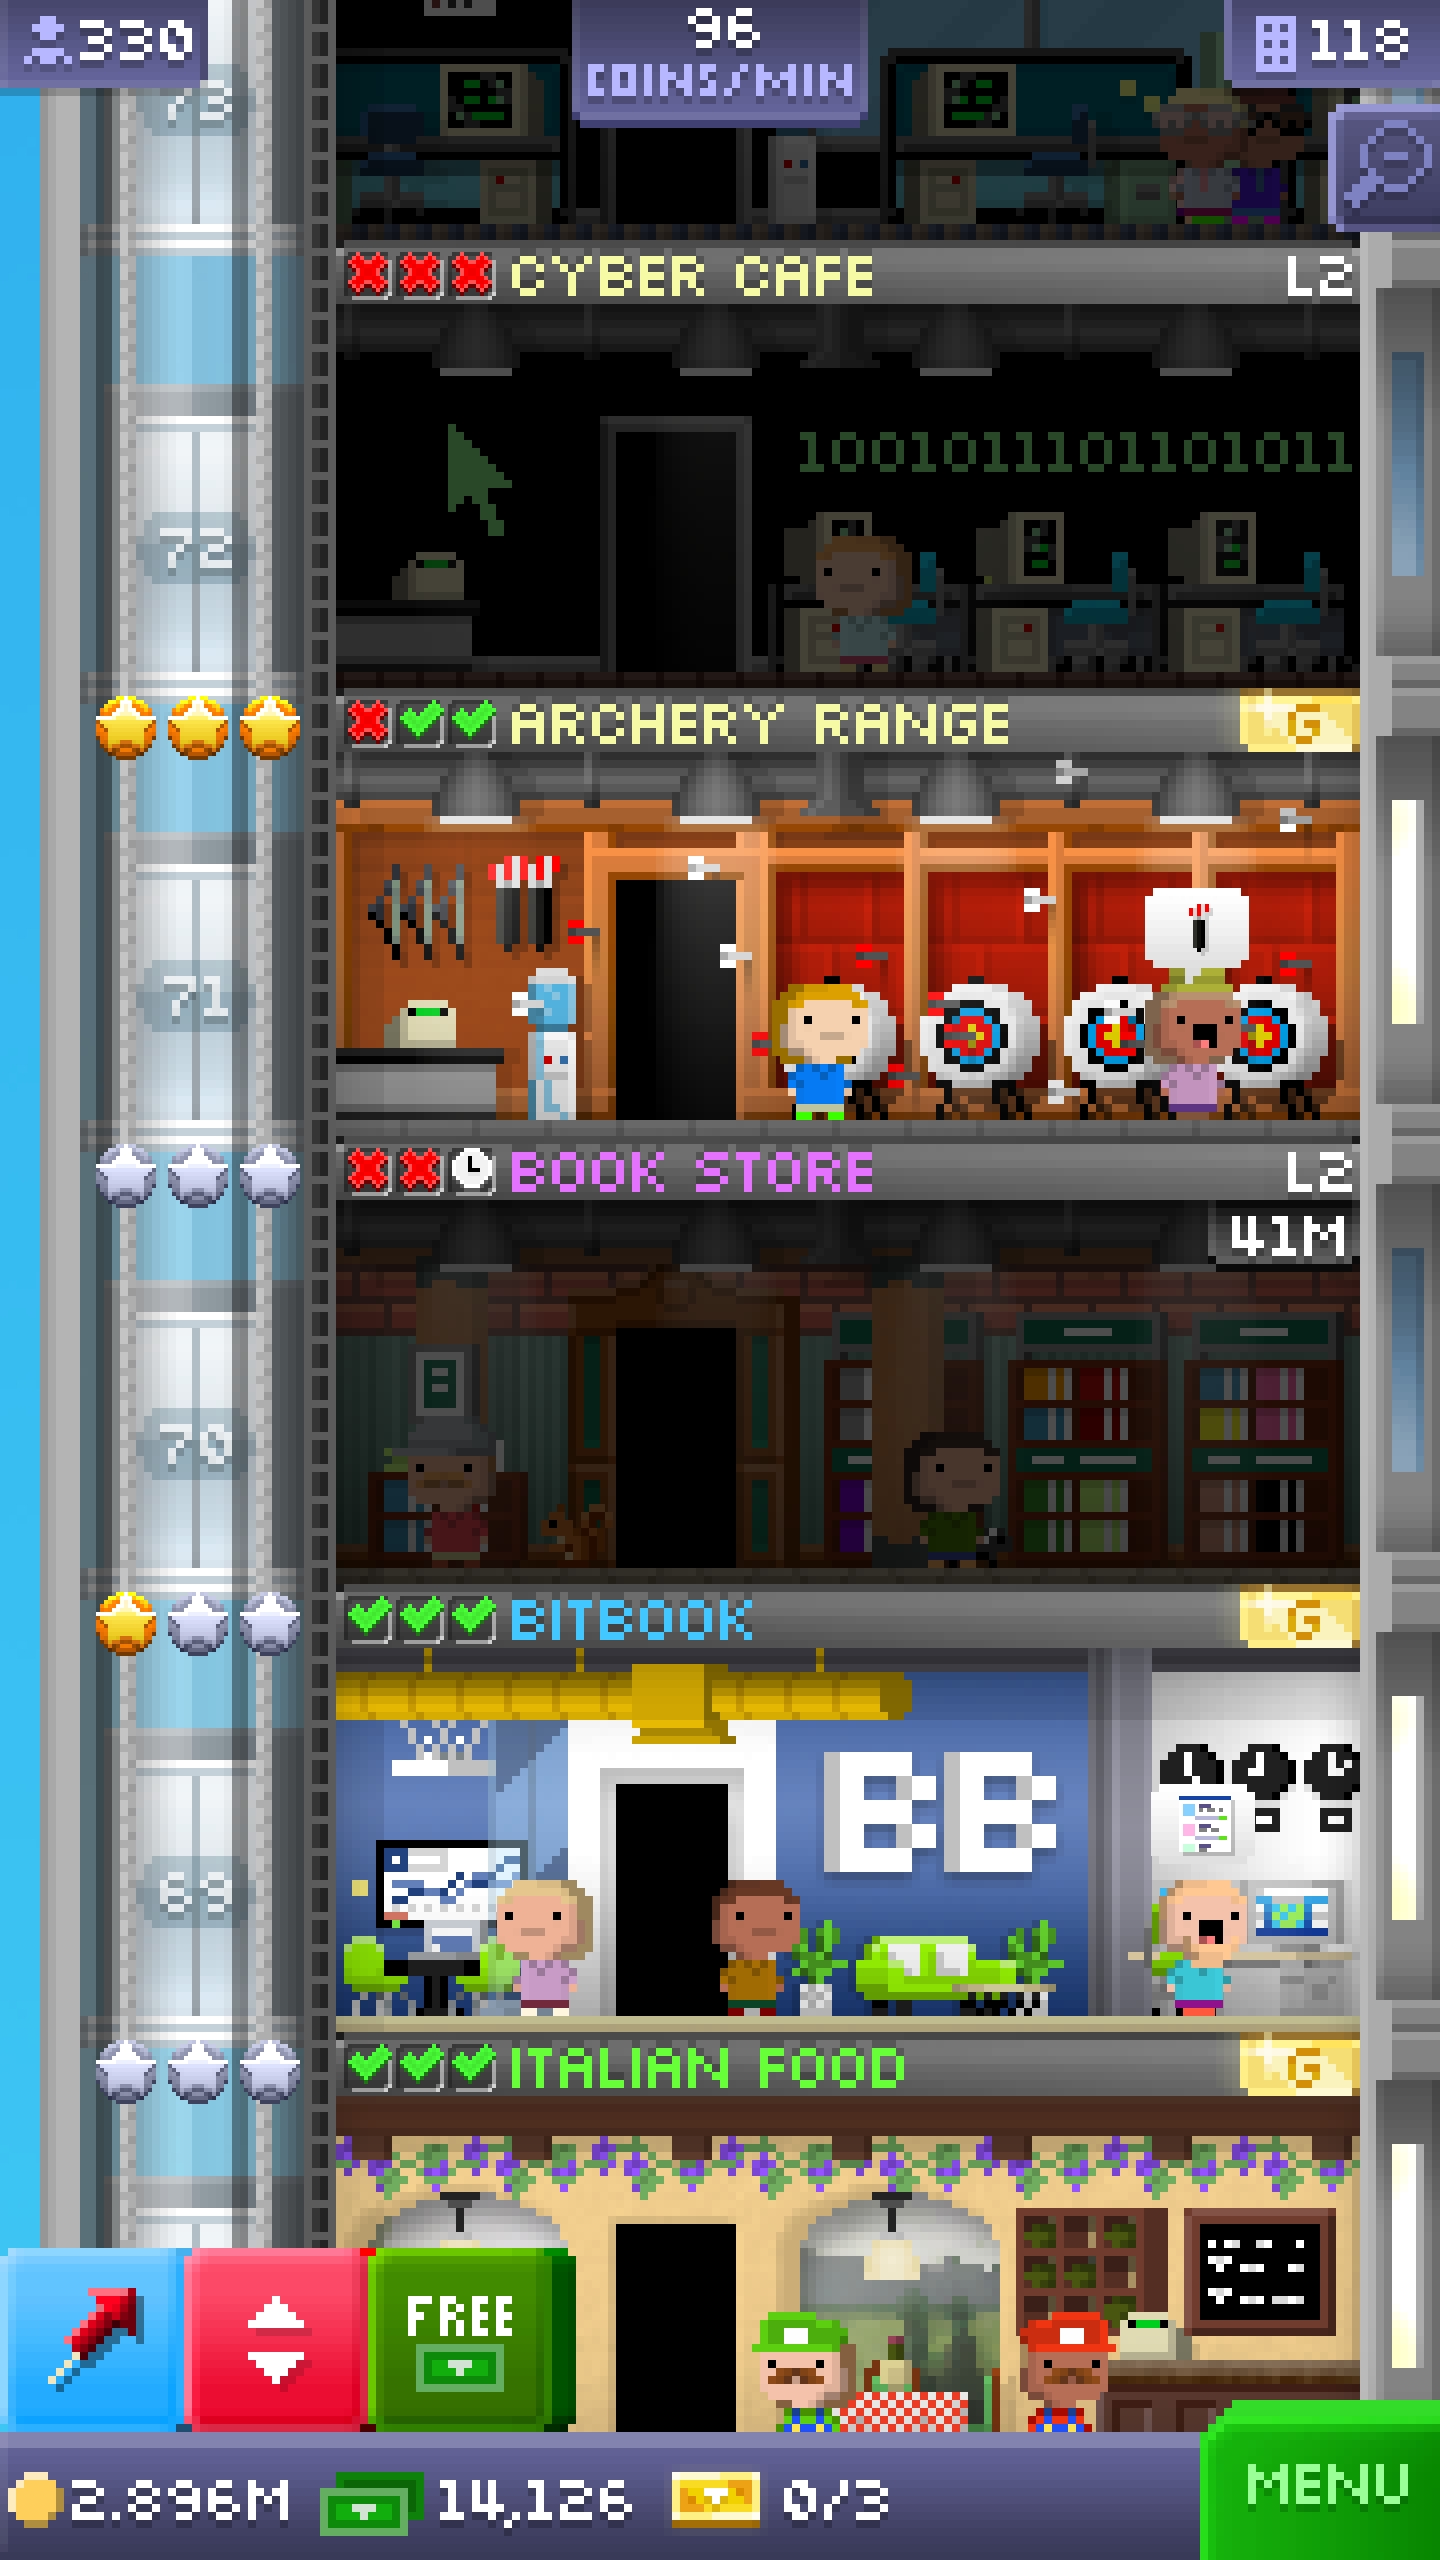 330
96
COINS/MIN
118
73
CYBER CAFE L2
1001011101101011
72
ARCHERY RANGE G
71
BOOK STORE L2
41M
70
BITBOOK G
BB
69
ITALIAN FOOD G
FREE
2.896M 14,126 0/3
MENU